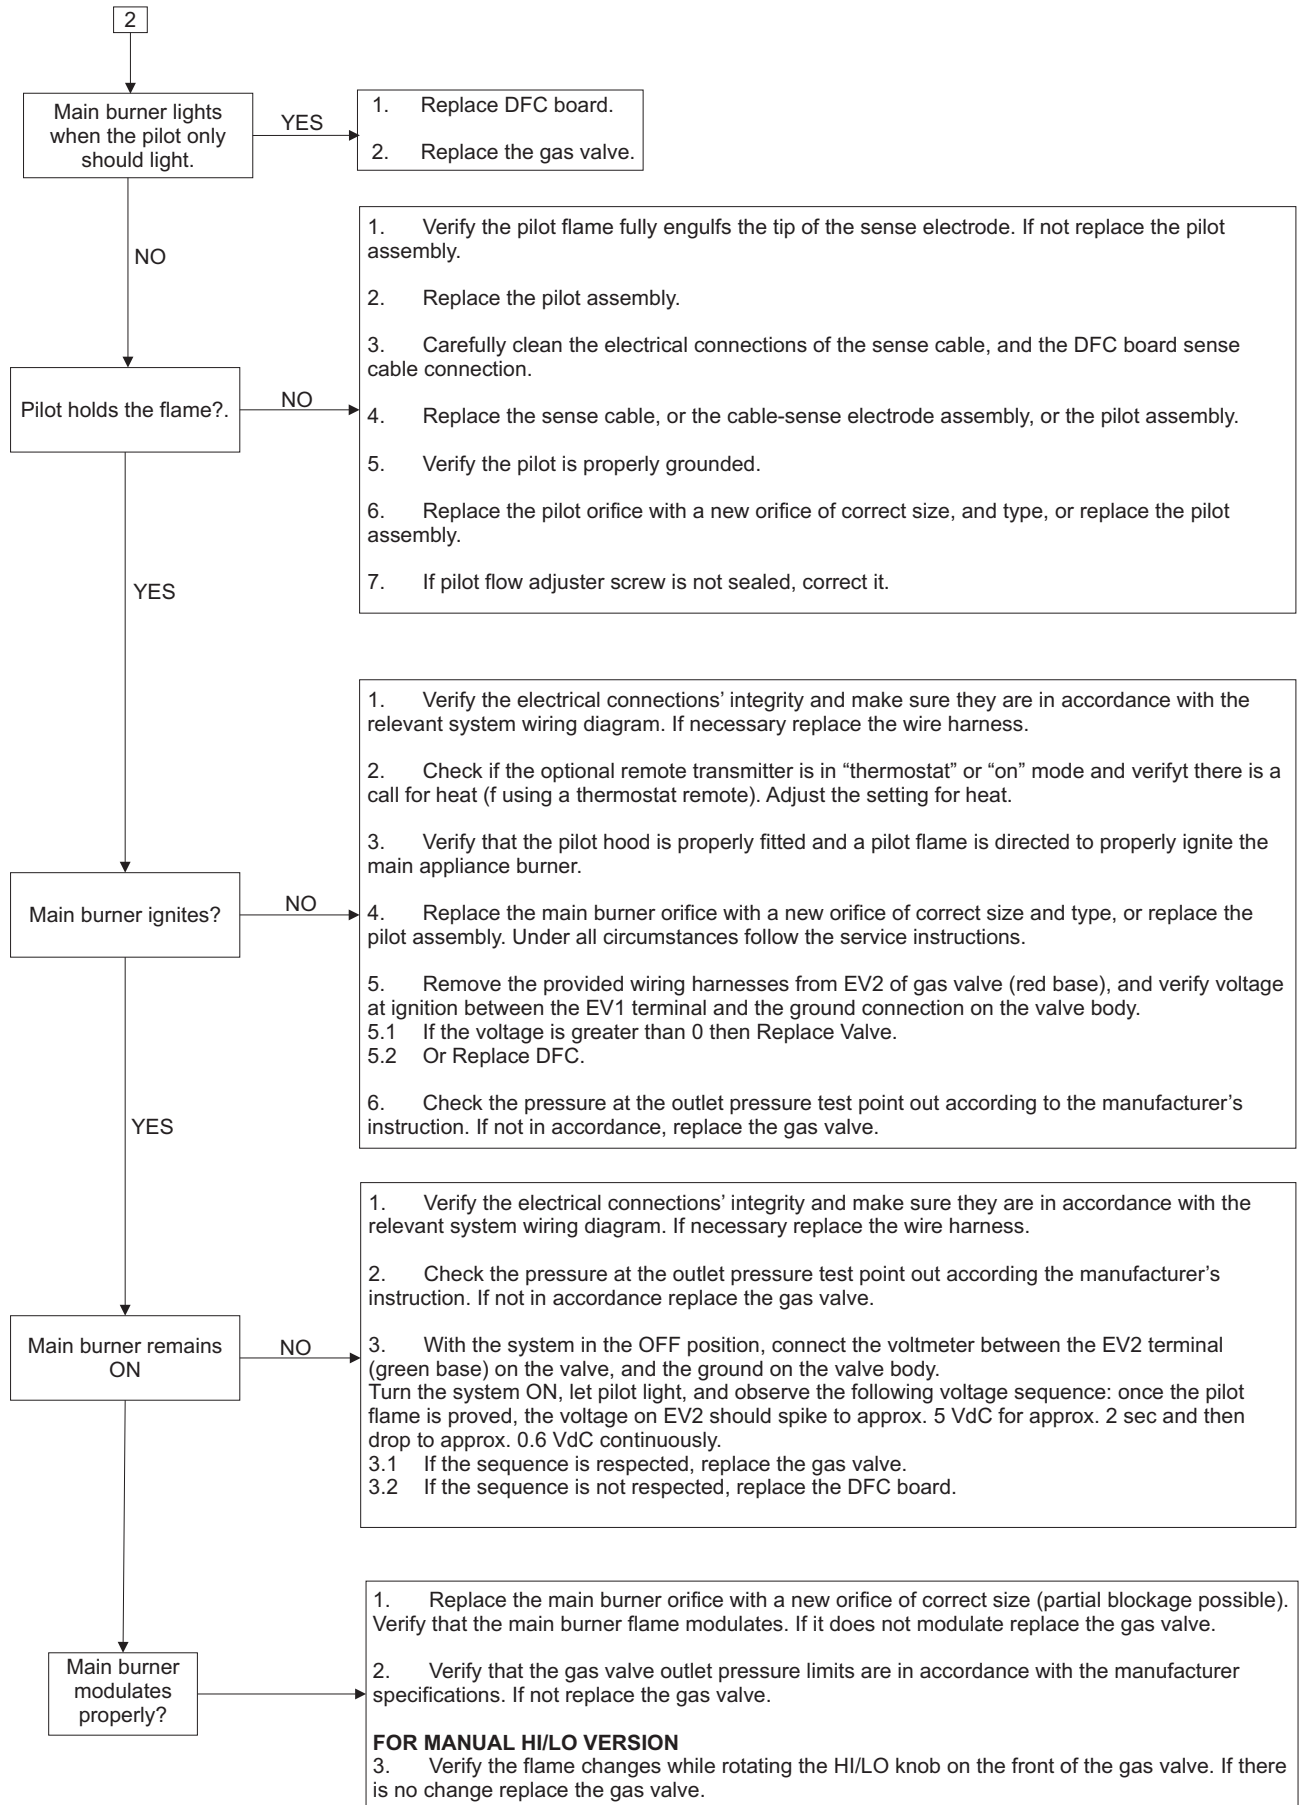 2
Main burner lights
when the pilot only
should light.
YES
1. Replace DFC board.
2. Replace the gas valve.
NO
1. Verify the pilot flame fully engulfs the tip of the sense electrode. If not replace the pilot
assembly.
2. Replace the pilot assembly.
3. Carefully clean the electrical connections of the sense cable, and the DFC board sense
cable connection.
4. Replace the sense cable, or the cable-sense electrode assembly, or the pilot assembly.
5. Verify the pilot is properly grounded.
6. Replace the pilot orifice with a new orifice of correct size, and type, or replace the pilot
assembly.
7. If pilot flow adjuster screw is not sealed, correct it.
Pilot holds the flame?.
NO
YES
1. Verify the electrical connections’ integrity and make sure they are in accordance with the
relevant system wiring diagram. If necessary replace the wire harness.
2. Check if the optional remote transmitter is in “thermostat” or “on” mode and verifyt there is a
call for heat (f using a thermostat remote). Adjust the setting for heat.
3. Verify that the pilot hood is properly fitted and a pilot flame is directed to properly ignite the
main appliance burner.
4. Replace the main burner orifice with a new orifice of correct size and type, or replace the
pilot assembly. Under all circumstances follow the service instructions.
5. Remove the provided wiring harnesses from EV2 of gas valve (red base), and verify voltage
at ignition between the EV1 terminal and the ground connection on the valve body.
5.1 If the voltage is greater than 0 then Replace Valve.
5.2 Or Replace DFC.
6. Check the pressure at the outlet pressure test point out according to the manufacturer’s
instruction. If not in accordance, replace the gas valve.
Main burner ignites?
NO
YES
1. Verify the electrical connections’ integrity and make sure they are in accordance with the
relevant system wiring diagram. If necessary replace the wire harness.
2. Check the pressure at the outlet pressure test point out according the manufacturer’s
instruction. If not in accordance replace the gas valve.
3. With the system in the OFF position, connect the voltmeter between the EV2 terminal
(green base) on the valve, and the ground on the valve body.
Turn the system ON, let pilot light, and observe the following voltage sequence: once the pilot
flame is proved, the voltage on EV2 should spike to approx. 5 VdC for approx. 2 sec and then
drop to approx. 0.6 VdC continuously.
3.1 If the sequence is respected, replace the gas valve.
3.2 If the sequence is not respected, replace the DFC board.
Main burner remains
ON
NO
1. Replace the main burner orifice with a new orifice of correct size (partial blockage possible).
Verify that the main burner flame modulates. If it does not modulate replace the gas valve.
2. Verify that the gas valve outlet pressure limits are in accordance with the manufacturer
specifications. If not replace the gas valve.
FOR MANUAL HI/LO VERSION
3. Verify the flame changes while rotating the HI/LO knob on the front of the gas valve. If there
is no change replace the gas valve.
Main burner
modulates
properly?